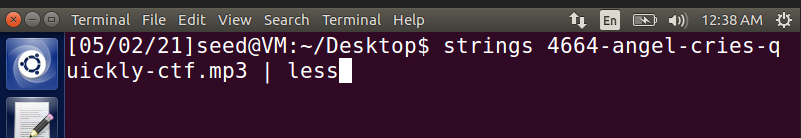 Terminal File Edit View Search Terminal Help En 12:38 AM
[05/02/21]seed@VM:~/Desktop$ strings 4664-angel-cries-q
uickly-ctf.mp3 | less